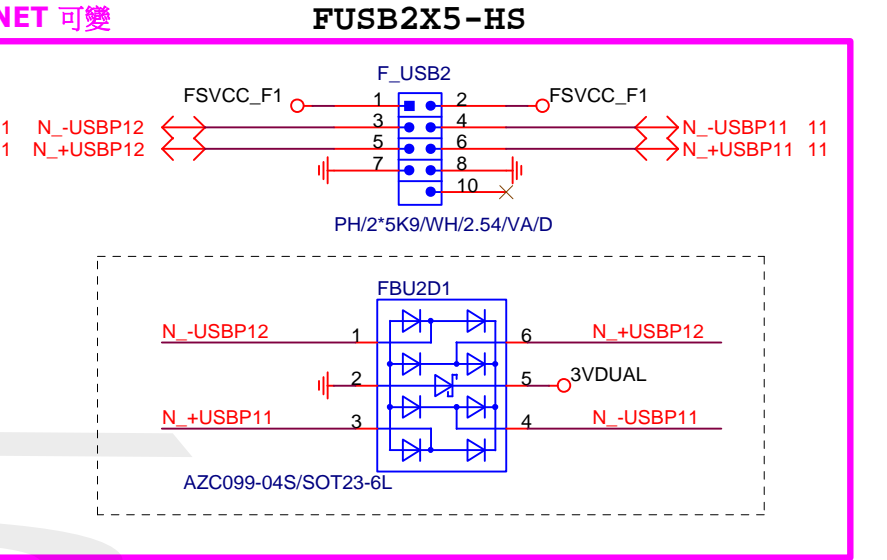 NET 可變 FUSB2X5-HS
F_USB2
FSVCC_F1 1 2 FSVCC_F1
1 N_-USBP12 3 4 N_-USBP11 11
1 N_+USBP12 5 6 N_+USBP11 11
7 8
10
PH/2*5K9/WH/2.54/VA/D
FBU2D1
N_-USBP12 1 6 N_+USBP12
2 5 3VDUAL
N_+USBP11 3 4 N_-USBP11
AZC099-04S/SOT23-6L